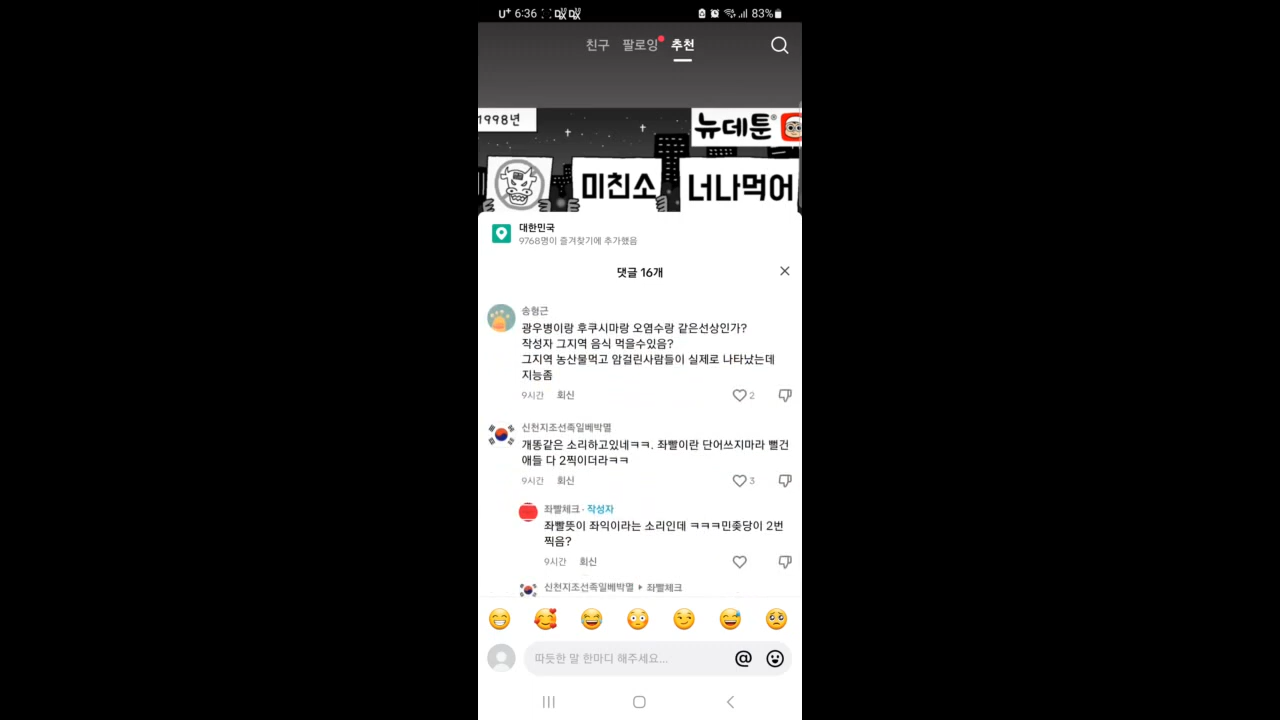 U+ 6:36
83%
친구 팔로잉 추천
1998년
뉴데툰®
미친소
너나먹어
대한민국
9768명이 즐겨찾기에 추가했음
댓글 16개
송형근
광우병이랑 후쿠시마랑 오염수랑 같은선상인가?
작성자 그지역 음식 먹을수있음?
그지역 농산물먹고 암걸린사람들이 실제로 나타났는데
지능좀
9시간 회신 2
신천지조선족일베박멸
개똥같은 소리하고있네ㅋㅋ. 좌빨이란 단어쓰지마라 뻘건
애들 다 2찍이더라ㅋㅋ
9시간 회신 3
좌빨체크 · 작성자
좌빨뜻이 좌익이라는 소리인데 ㅋㅋㅋ민좆당이 2번
찍음?
9시간 회신
신천지조선족일베박멸 ▸ 좌빨체크
따듯한 말 한마디 해주세요...
@